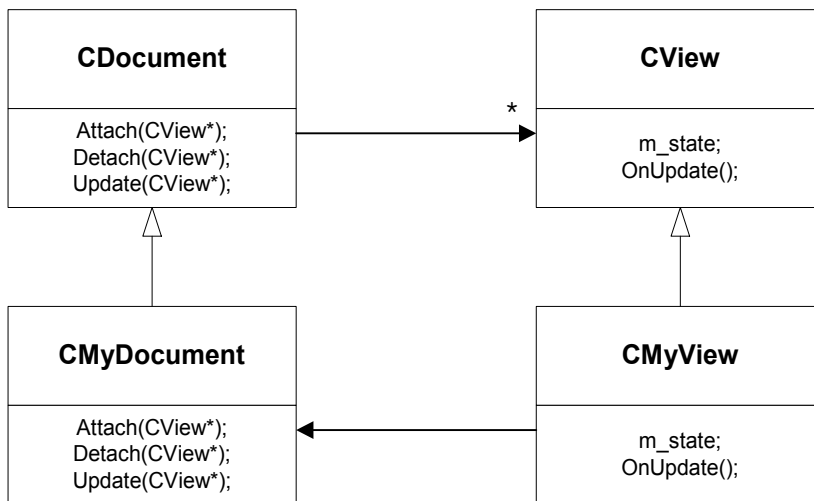 CDocument
Attach(CView*);
Detach(CView*);
Update(CView*);
*
CView
m_state;
OnUpdate();
CMyDocument
Attach(CView*);
Detach(CView*);
Update(CView*);
CMyView
m_state;
OnUpdate();